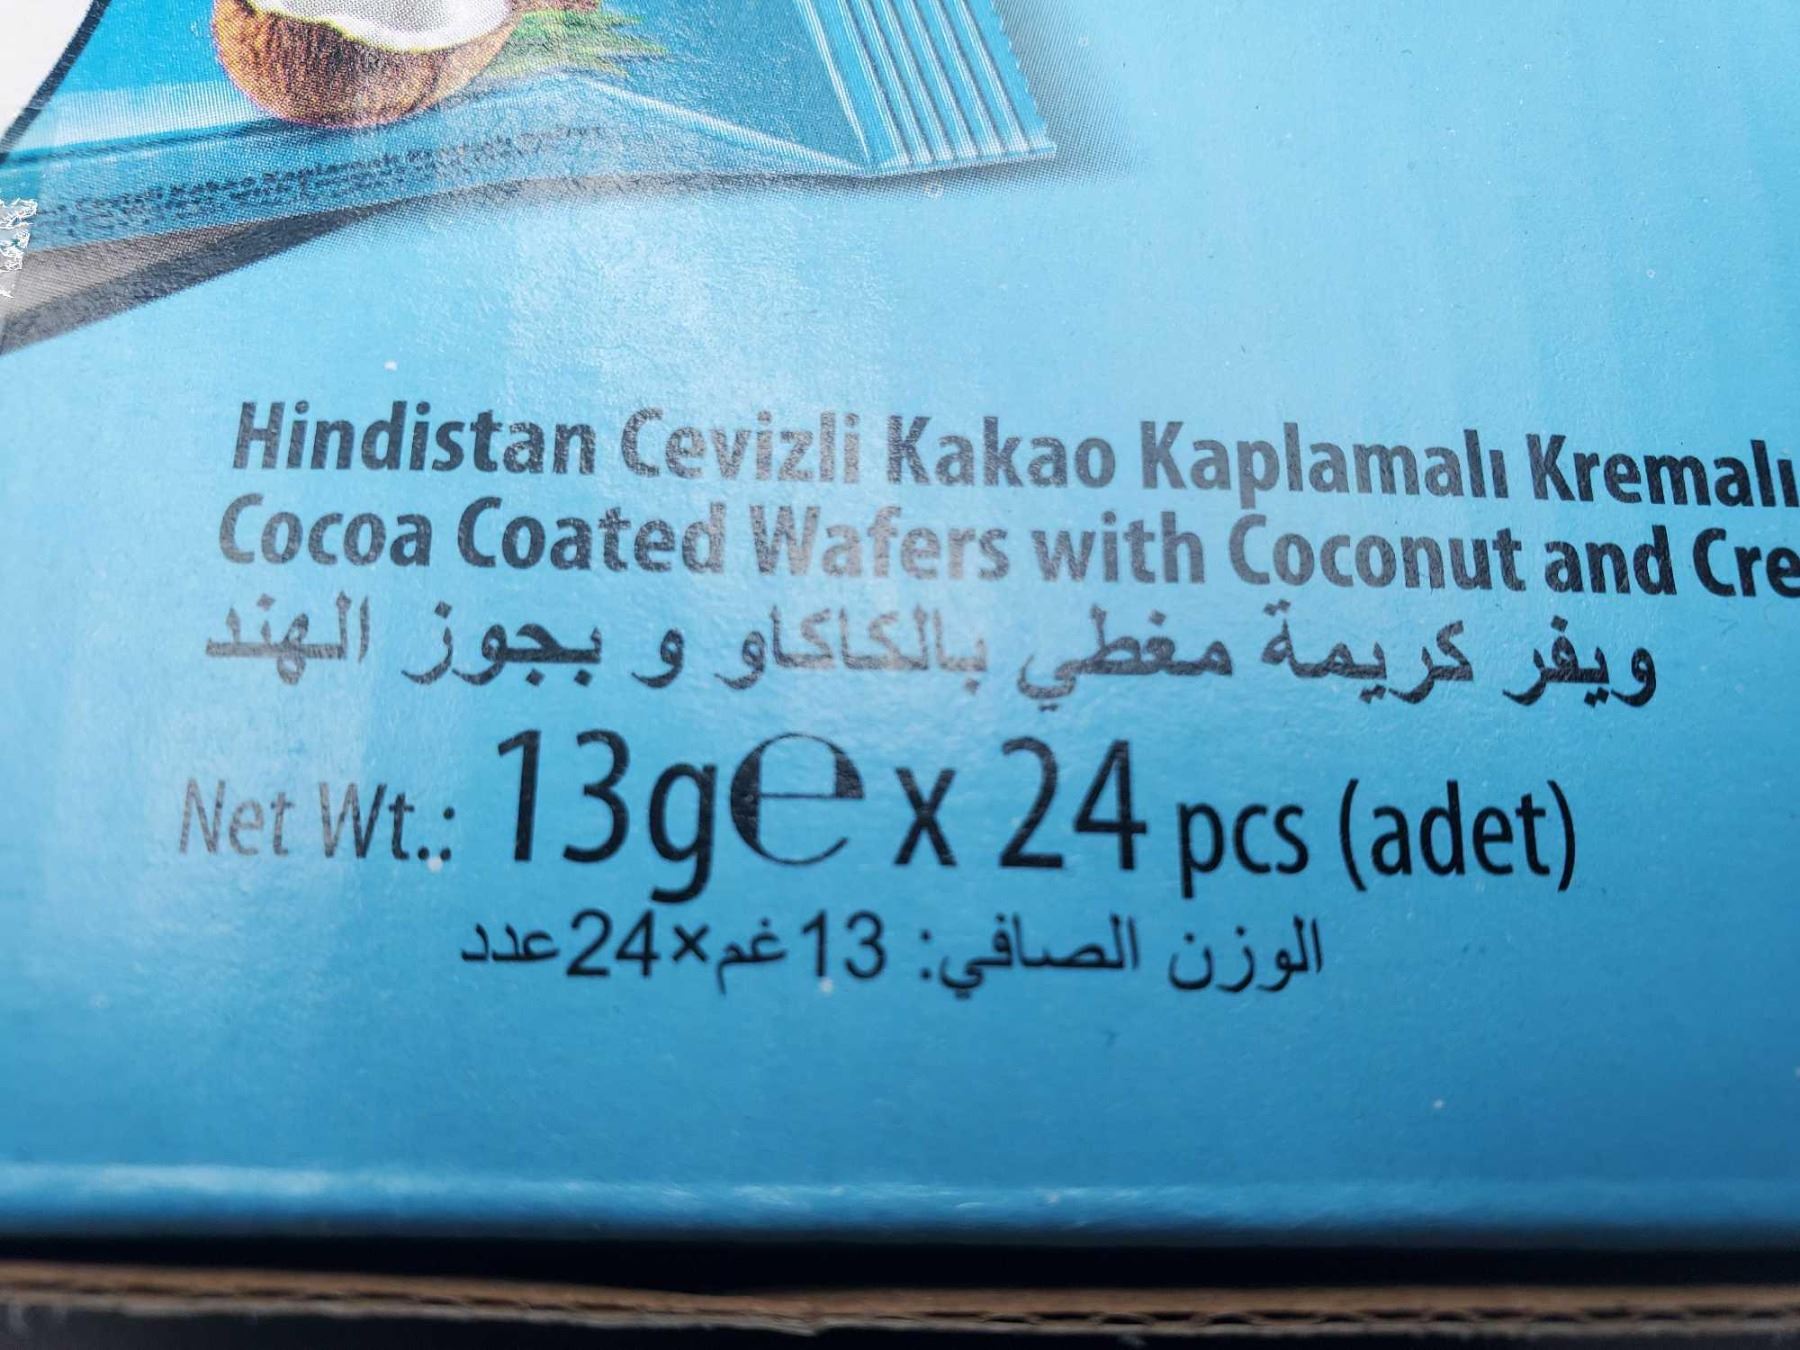 Hindistan Cevizli Kakao Kaplamalı Kremalı
Cocoa Coated Wafers with Coconut and Cre
ويفر كريمة مغطي بالكاكاو و بجوز الهند
Net Wt.: 13g℮ x 24 pcs (adet)
الوزن الصافي: 13غم×24عدد